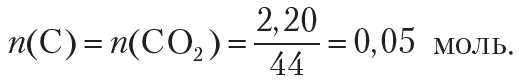 n(C) = n(CO₂) = 2,20/44 = 0,05 моль.